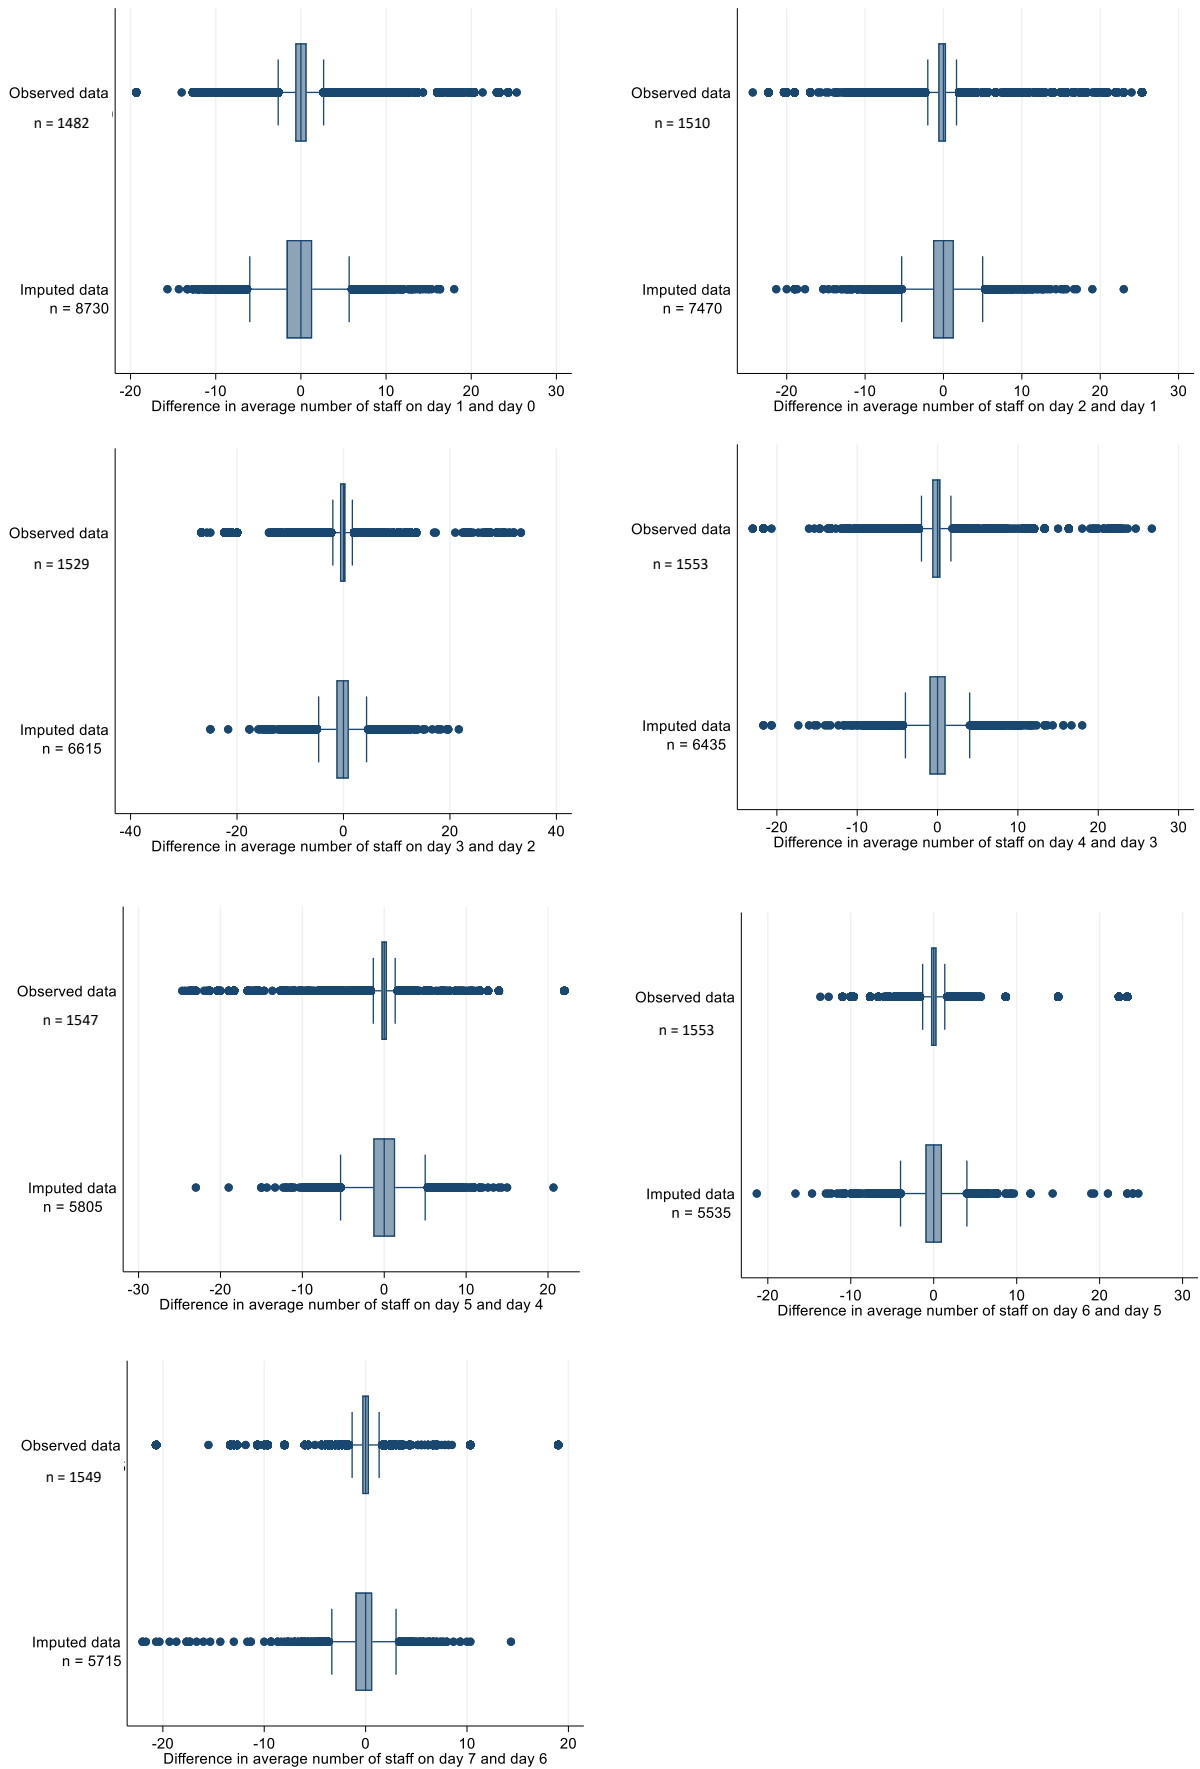 Observed data
n = 1482
Imputed data
n = 8730
-20 -10 0 10 20 30
Difference in average number of staff on day 1 and day 0
Observed data
n = 1510
Imputed data
n = 7470
-20 -10 0 10 20 30
Difference in average number of staff on day 2 and day 1
Observed data
n = 1529
Imputed data
n = 6615
-40 -20 0 20 40
Difference in average number of staff on day 3 and day 2
Observed data
n = 1553
Imputed data
n = 6435
-20 -10 0 10 20 30
Difference in average number of staff on day 4 and day 3
Observed data
n = 1547
Imputed data
n = 5805
-30 -20 -10 0 10 20
Difference in average number of staff on day 5 and day 4
Observed data
n = 1553
Imputed data
n = 5535
-20 -10 0 10 20 30
Difference in average number of staff on day 6 and day 5
Observed data
n = 1549
Imputed data
n = 5715
-20 -10 0 10 20
Difference in average number of staff on day 7 and day 6